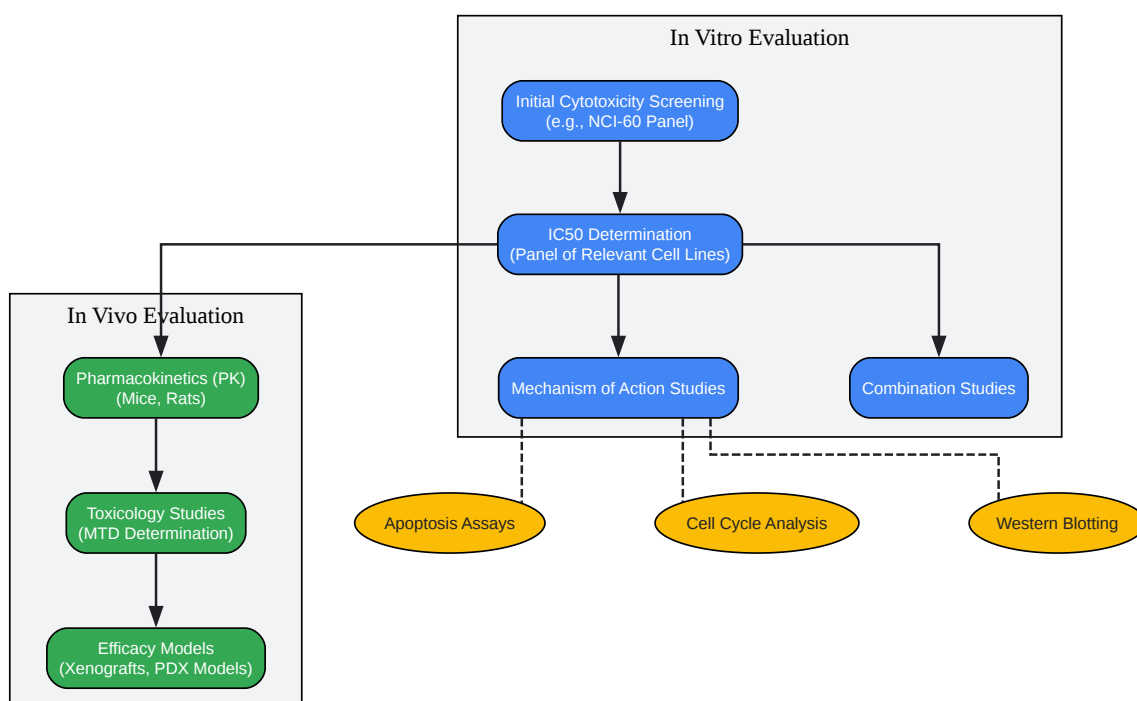 In Vitro Evaluation
Initial Cytotoxicity Screening
(e.g., NCI-60 Panel)
IC50 Determination
(Panel of Relevant Cell Lines)
In Vivo Evaluation
Pharmacokinetics (PK)
(Mice, Rats)
Mechanism of Action Studies
Combination Studies
Toxicology Studies
(MTD Determination)
Apoptosis Assays
Cell Cycle Analysis
Western Blotting
Efficacy Models
(Xenografts, PDX Models)